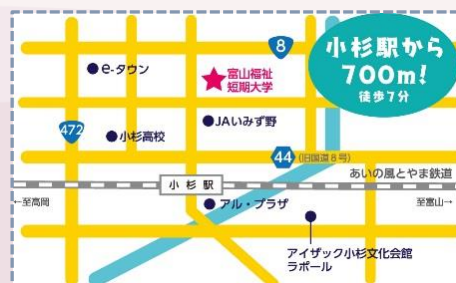 8
小杉駅から
700m!
徒歩7分
e-タウン
富山福祉
短期大学
472
小杉高校
JAいみず野
44 (旧国道8号)
あいの風とやま鉄道
小杉駅
←至高岡
アル・プラザ
至富山→
アイザック小杉文化会館
ラポール